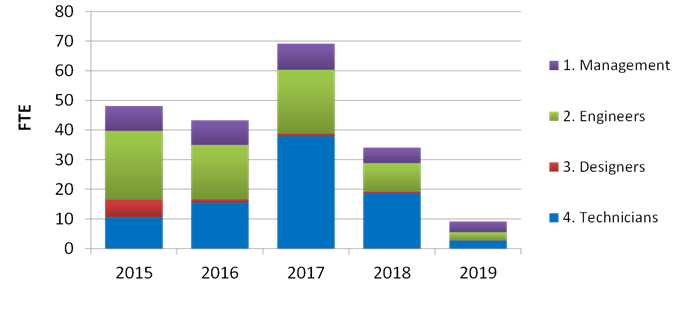 80
70
60
50
40
30
20
10
0
FTE
2015 2016 2017 2018 2019
1. Management
2. Engineers
3. Designers
4. Technicians